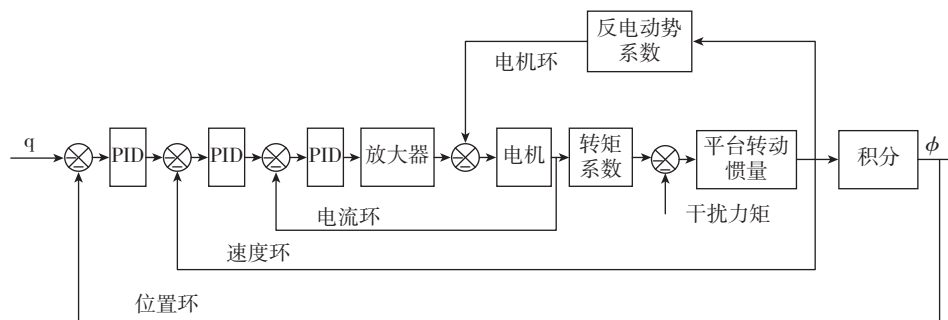 反电动势
系数
电机环
q
PID
PID
PID
放大器
电机
转矩
系数
平台转动
惯量
积分
ϕ
电流环
干扰力矩
速度环
位置环